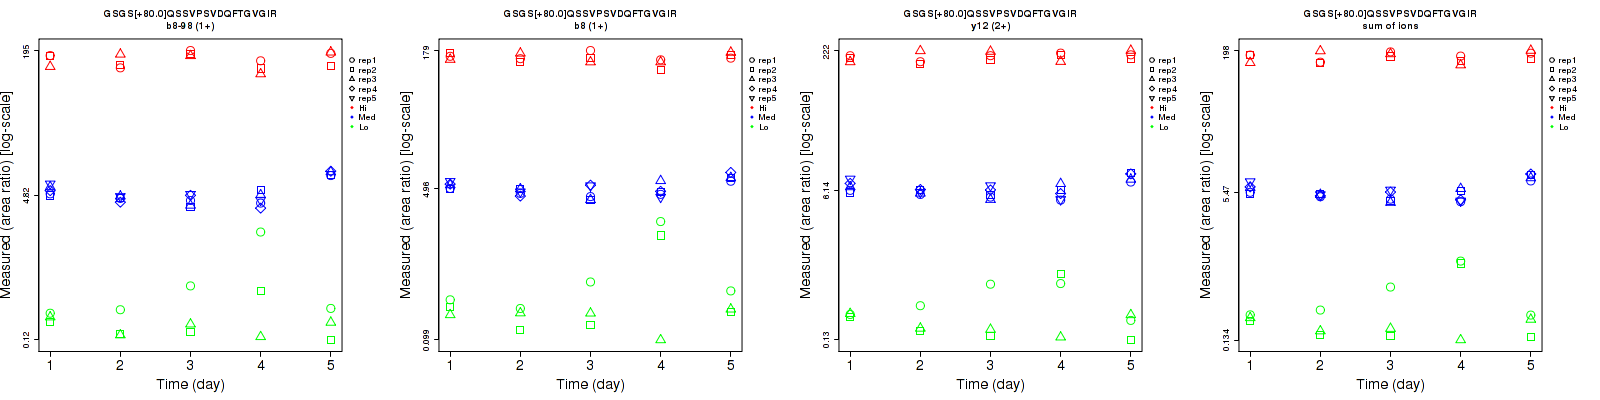 GSGS[+80.0]QSSVPSVDQFTGVGIR
b8-98 (1+)
Measured (area ratio) [log-scale]
195
4.82
0.12
1 2 3 4 5
Time (day)
rep1
rep2
rep3
rep4
rep5
Hi
Med
Lo
GSGS[+80.0]QSSVPSVDQFTGVGIR
b8 (1+)
Measured (area ratio) [log-scale]
179
4.96
0.099
1 2 3 4 5
Time (day)
rep1
rep2
rep3
rep4
rep5
Hi
Med
Lo
GSGS[+80.0]QSSVPSVDQFTGVGIR
y12 (2+)
Measured (area ratio) [log-scale]
222
6.14
0.13
1 2 3 4 5
Time (day)
rep1
rep2
rep3
rep4
rep5
Hi
Med
Lo
GSGS[+80.0]QSSVPSVDQFTGVGIR
sum of ions
Measured (area ratio) [log-scale]
198
5.47
0.134
1 2 3 4 5
Time (day)
rep1
rep2
rep3
rep4
rep5
Hi
Med
Lo